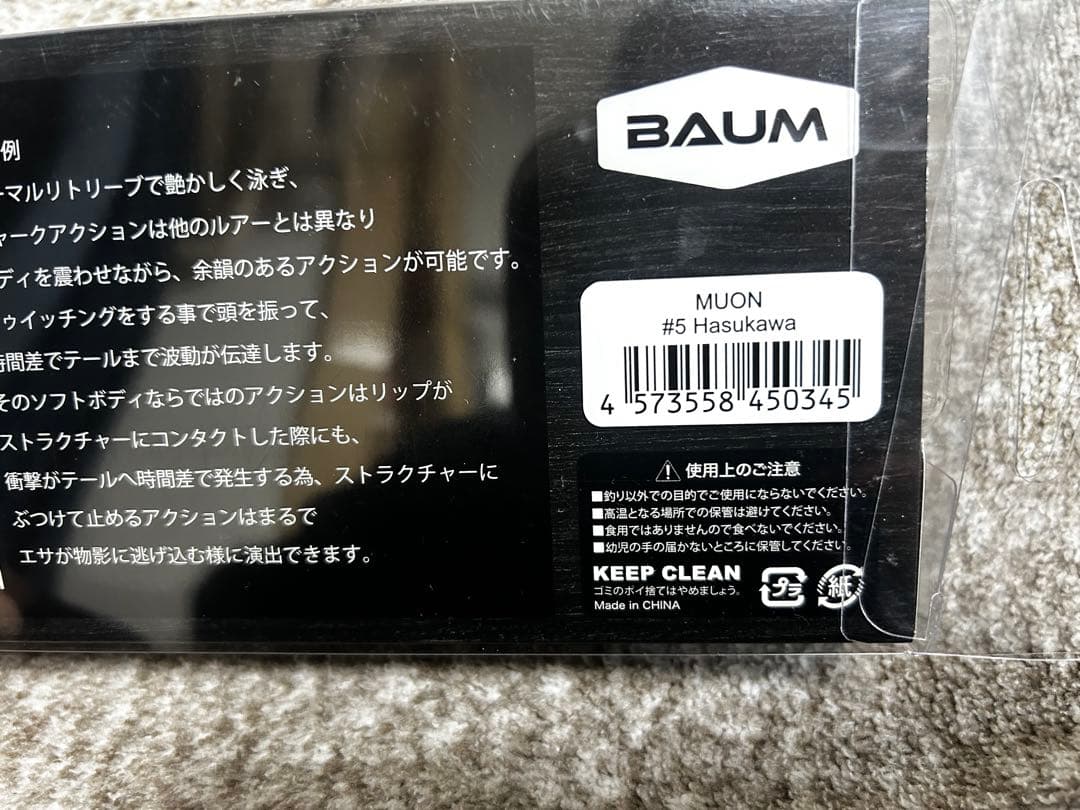 例
ーマルリトリーブで艶かしく泳ぎ、
ャークアクションは他のルアーとは異なり
ディを震わせながら、余韻のあるアクションが可能です。
ゥイッチングをする事で頭を振って、
時間差でテールまで波動が伝達します。
そのソフトボディならではのアクションはリップが
ストラクチャーにコンタクトした際にも、
衝撃がテールへ時間差で発生する為、ストラクチャーに
ぶつけて止めるアクションはまるで
エサが物影に逃げ込む様に演出できます。
BAUM
MUON
#5 Hasukawa
4 573558 450345
⚠ 使用上のご注意
■釣り以外での目的でご使用にならないでください。
■高温となる場所での保管は避けてください。
■食用ではありませんので食べないでください。
■幼児の手の届かないところに保管してください。
KEEP CLEAN
ゴミのポイ捨てはやめましょう。
Made in CHINA
プラ
紙